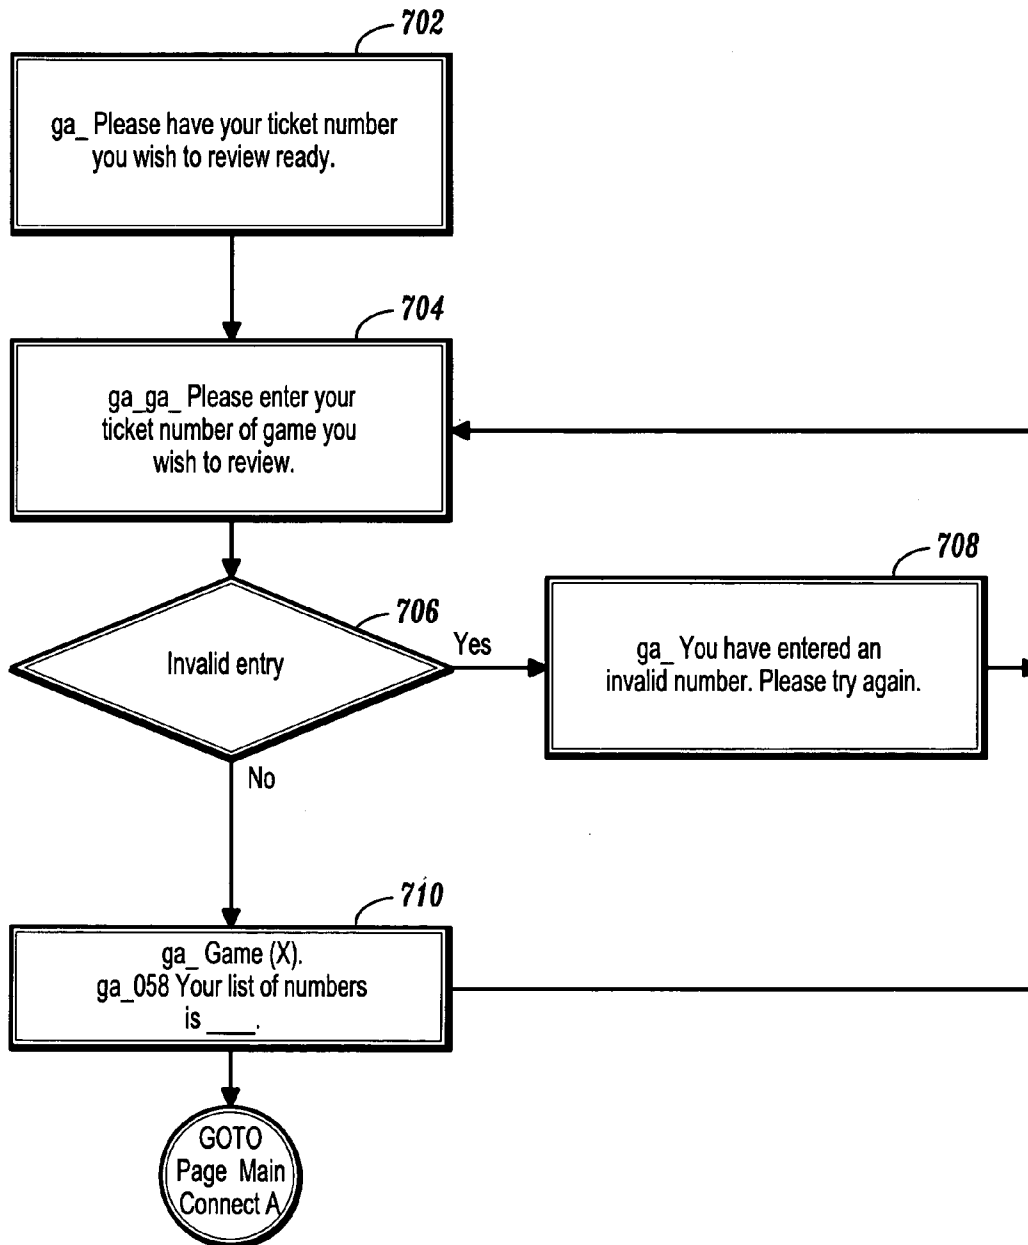 702
ga_ Please have your ticket number
you wish to review ready.
704
ga_ga_ Please enter your
ticket number of game you
wish to review.
706
Invalid entry
Yes
708
ga_ You have entered an
invalid number. Please try again.
No
710
ga_ Game (X).
ga_058 Your list of numbers
is ____.
GOTO
Page Main
Connect A